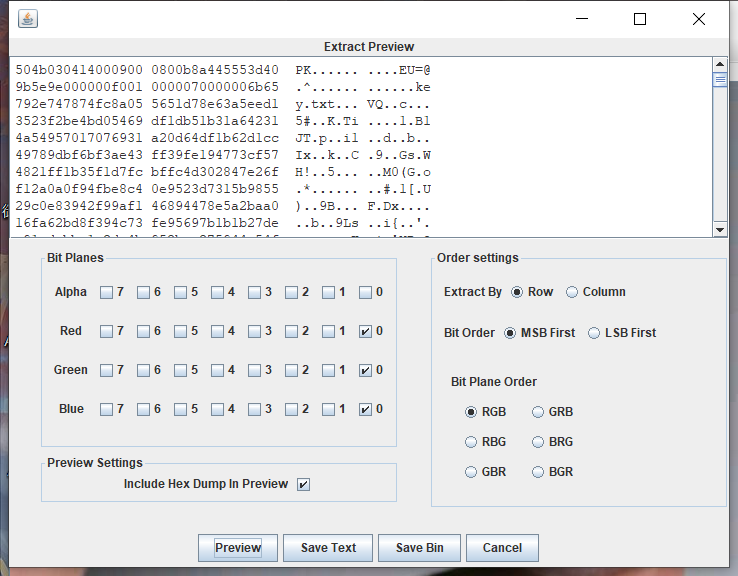 Extract Preview
504b030414000900 0800b8a445553d40 PK...... ....EU=@
9b5e9e000000f001 0000070000006b65 .^...... ......ke
792e747874fc8a05 5651d78e63a5eed1 y.txt... VQ..c...
3523f2be4bd05469 df1db51b31a64231 5#..K.Ti ....1.B1
4a54957017076931 a20d64df1b62d1cc JT.p..i1 ..d..b..
49789dbf6bf3ae43 ff39fe194773cf57 Ix..k..C .9..Gs.W
4821ff1b35f1d7fc bffc4d302847e26f H!..5... ..M0(G.o
f12a0a0f94fbe8c4 0e9523d7315b9855 .*...... ..#.1[.U
29c0e83942f99af1 46894478e5a2baa0 )..9B... F.Dx....
16fa62bd8f394c73 fe95697b1b1b27de ..b..9Ls ..i{..'.
Bit Planes
Order settings
Alpha 7 6 5 4 3 2 1 0
Extract By Row Column
Red 7 6 5 4 3 2 1 0
Bit Order MSB First LSB First
Green 7 6 5 4 3 2 1 0
Bit Plane Order
Blue 7 6 5 4 3 2 1 0
RGB GRB
RBG BRG
Preview Settings
GBR BGR
Include Hex Dump In Preview
Preview Save Text Save Bin Cancel